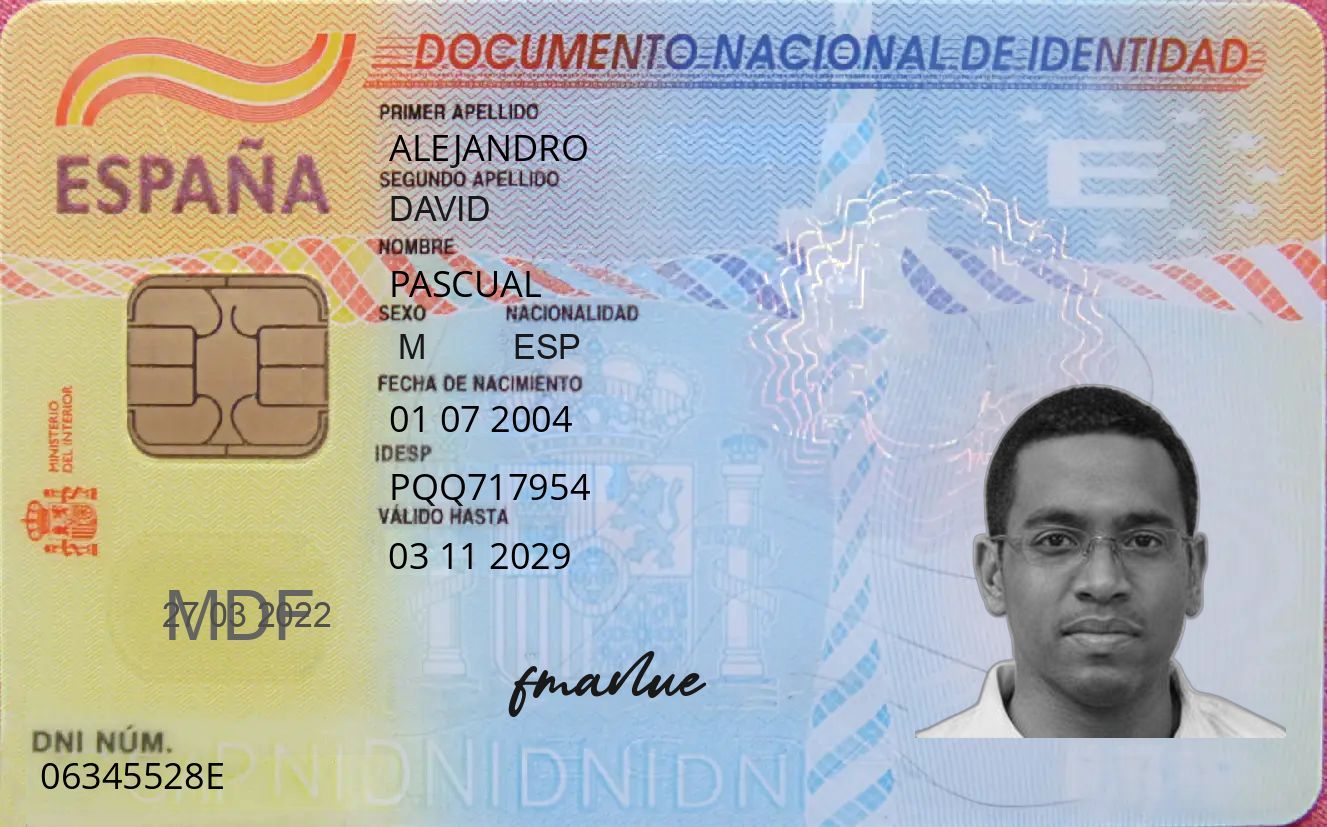 DOCUMENTO NACIONAL DE IDENTIDAD
ESPAÑA
PRIMER APELLIDO
ALEJANDRO
SEGUNDO APELLIDO
DAVID
NOMBRE
PASCUAL
SEXO NACIONALIDAD
M ESP
FECHA DE NACIMIENTO
01 07 2004
IDESP
PQQ717954
VÁLIDO HASTA
03 11 2029
MINISTERIO
DEL INTERIOR
E
MDF
27 03 2022
DNI NÚM.
06345528E
DNIDNIDNIDN